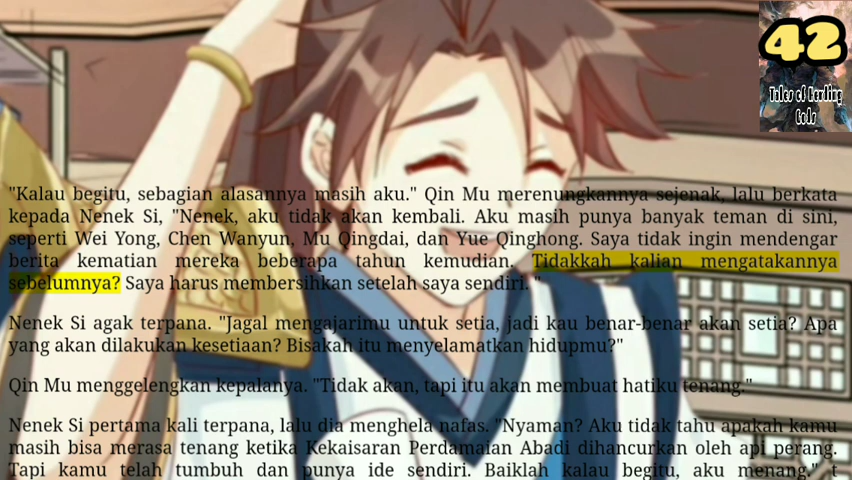 42
Tales of Herding
Gods
"Kalau begitu, sebagian alasannya masih aku." Qin Mu merenungkannya sejenak, lalu berkata
kepada Nenek Si, "Nenek, aku tidak akan kembali. Aku masih punya banyak teman di sini,
seperti Wei Yong, Chen Wanyun, Mu Qingdai, dan Yue Qinghong. Saya tidak ingin mendengar
berita kematian mereka beberapa tahun kemudian. Tidakkah kalian mengatakannya
sebelumnya? Saya harus membersihkan setelah saya sendiri. "
Nenek Si agak terpana. "Jagal mengajarimu untuk setia, jadi kau benar-benar akan setia? Apa
yang akan dilakukan kesetiaan? Bisakah itu menyelamatkan hidupmu?"
Qin Mu menggelengkan kepalanya. "Tidak akan, tapi itu akan membuat hatiku tenang."
Nenek Si pertama kali terpana, lalu dia menghela nafas. "Nyaman? Aku tidak tahu apakah kamu
masih bisa merasa tenang ketika Kekaisaran Perdamaian Abadi dihancurkan oleh api perang.
Tapi kamu telah tumbuh dan punya ide sendiri. Baiklah kalau begitu, aku menang." t